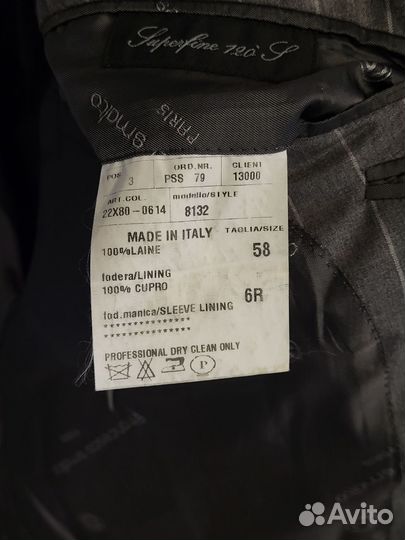 Superfine 120' S
Smalto
PARIS
POS 3
ORD.NR. PSS 79
CLIENT 13000
ART.COL. 22X80-0614
modello/STYLE 8132
MADE IN ITALY
100%LAINE
TAGLIA/SIZE 58
fodera/LINING
100% CUPRO
6R
fod.manica/SLEEVE LINING
****************
****************
PROFESSIONAL DRY CLEAN ONLY
P
Avito